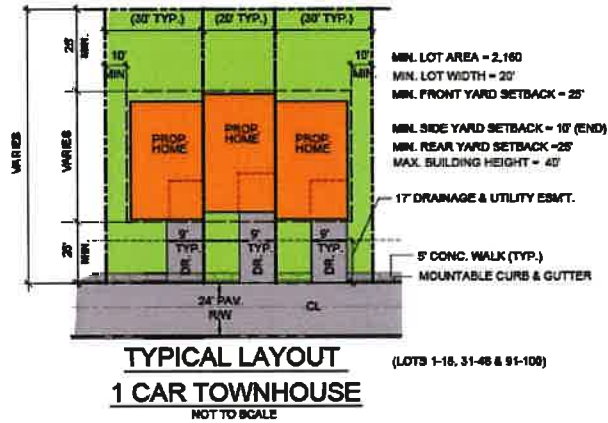 (30' TYP.) (20' TYP.) (30' TYP.)
25'
MIN.
10'
MIN
10'
MIN
VARIES
VARIES
25'
MIN.
PROP.
HOME
PROP.
HOME
PROP.
HOME
9'
TYP.
DR.
9'
TYP.
DR.
9'
TYP.
DR.
24' PAV.
R/W
CL
MIN. LOT AREA = 2,160
MIN. LOT WIDTH = 20'
MIN. FRONT YARD SETBACK = 25'
MIN. SIDE YARD SETBACK = 10' (END)
MIN. REAR YARD SETBACK =25'
MAX. BUILDING HEIGHT = 40'
17' DRAINAGE & UTILITY ESMT.
5' CONC. WALK (TYP.)
MOUNTABLE CURB & GUTTER
TYPICAL LAYOUT
1 CAR TOWNHOUSE
NOT TO SCALE
(LOTS 1-16, 31-48 & 91-100)